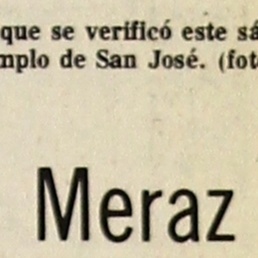 que se verificó este sá
mplo de San José. (fot
Meraz